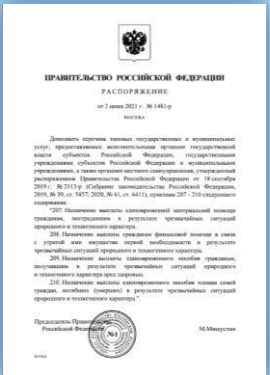 ПРАВИТЕЛЬСТВО РОССИЙСКОЙ ФЕДЕРАЦИИ
РАСПОРЯЖЕНИЕ
от 2 июня 2021 г. № 1481-р
МОСКВА
Дополнить перечень типовых государственных и муниципальных
услуг, предоставляемых исполнительными органами государственной
власти субъектов Российской Федерации, государственными
учреждениями субъектов Российской Федерации и муниципальными
учреждениями, а также органами местного самоуправления, утвержденный
распоряжением Правительства Российской Федерации от 18 сентября
2019 г. № 2113-р (Собрание законодательства Российской Федерации,
2019, № 39, ст. 5457; 2020, № 41, ст. 6411), пунктами 207 - 210 следующего
содержания:
"207. Назначение выплаты единовременной материальной помощи
гражданам, пострадавшим в результате чрезвычайных ситуаций
природного и техногенного характера.
208. Назначение выплаты гражданам финансовой помощи в связи
с утратой ими имущества первой необходимости в результате
чрезвычайных ситуаций природного и техногенного характера.
209. Назначение выплаты единовременного пособия гражданам,
получившим в результате чрезвычайных ситуаций природного
и техногенного характера вред здоровью.
210. Назначение выплаты единовременного пособия членам семей
граждан, погибших (умерших) в результате чрезвычайных ситуаций
природного и техногенного характера.".
Председатель Правительства
Российской Федерации М.Мишустин
№1